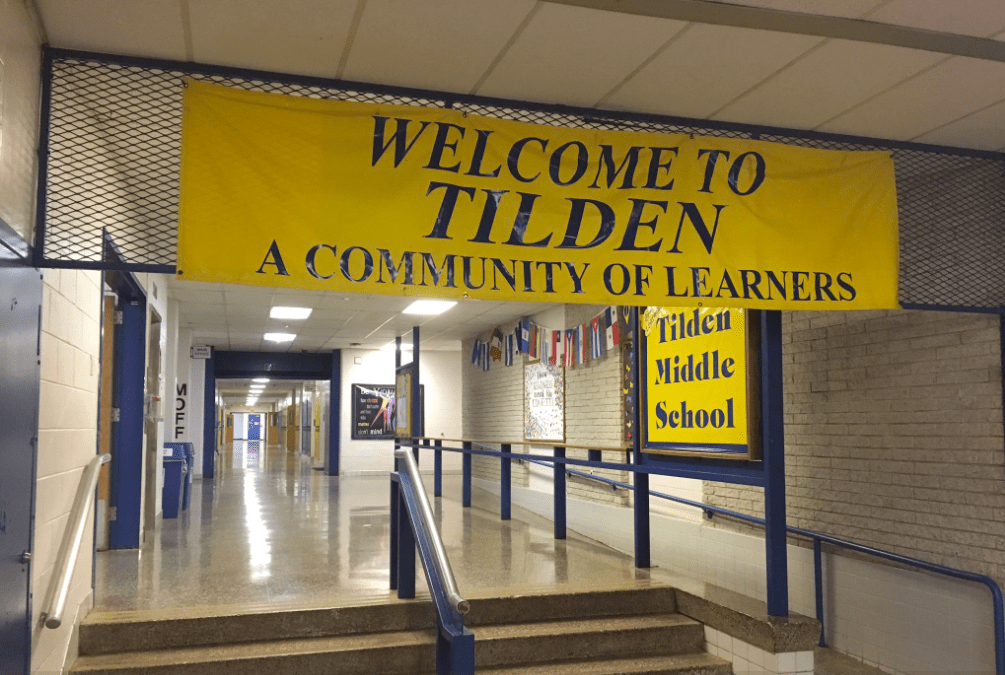 WELCOME TO
TILDEN
A COMMUNITY OF LEARNERS
Tilden
Middle
School